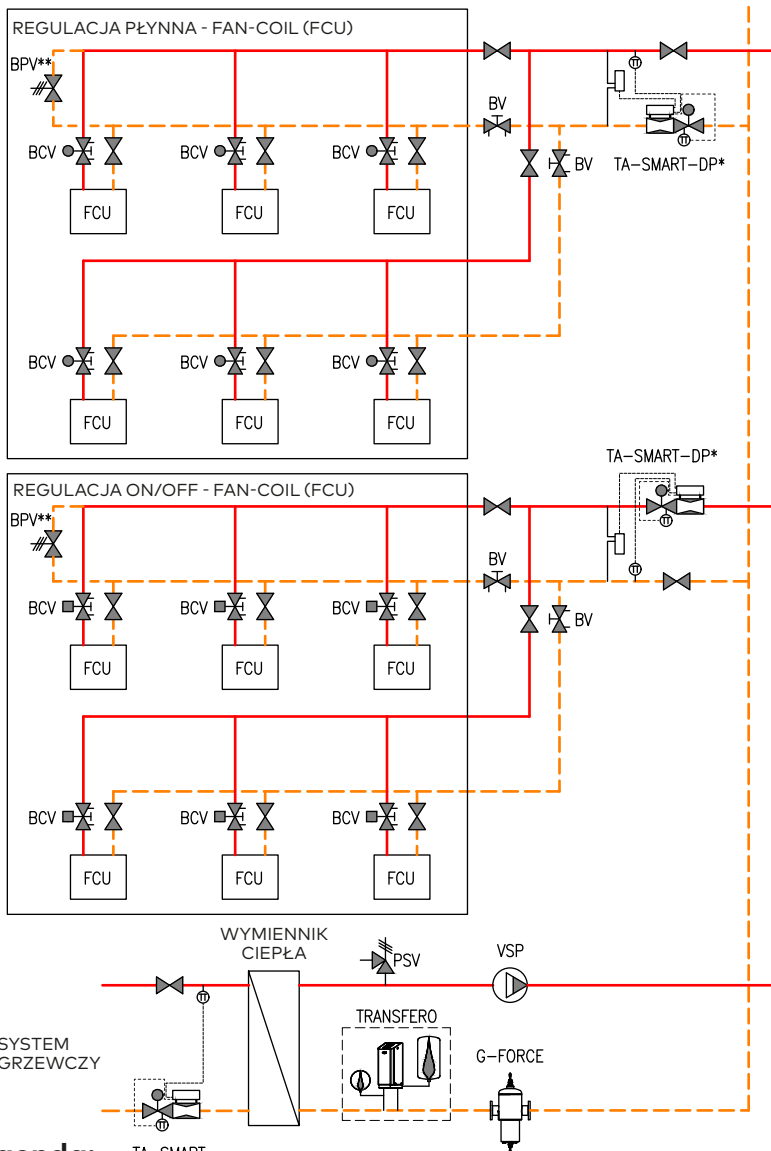 REGULACJA PŁYNNA - FAN-COIL (FCU)
BPV**
BV
BCV BCV BCV
BV
TA-SMART-DP*
FCU FCU FCU
BCV BCV BCV
FCU FCU FCU
TA-SMART-DP*
REGULACJA ON/OFF - FAN-COIL (FCU)
BPV**
BV
BCV BCV BCV
BV
FCU FCU FCU
BCV BCV BCV
FCU FCU FCU
WYMIENNIK
CIEPŁA
PSV
VSP
TRANSFERO
SYSTEM
GRZEWCZY
G-FORCE